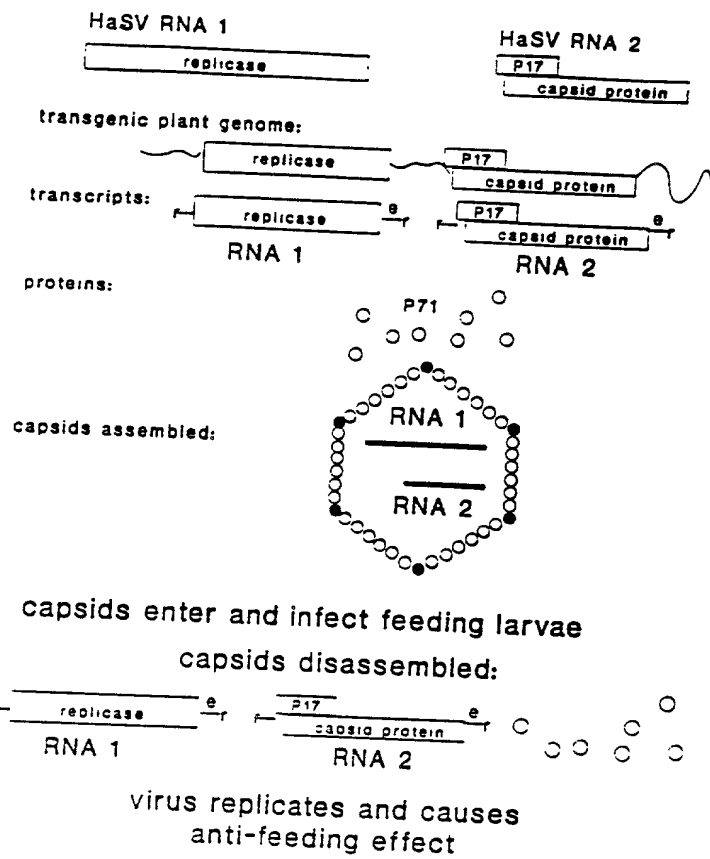 HaSV RNA 1
HaSV RNA 2
replicase
P17
capsid protein
transgenic plant genome:
replicase
P17
capsid protein
transcripts:
replicase
e
P17
capsid protein
e
RNA 1
RNA 2
proteins:
P71
capsids assembled:
RNA 1
RNA 2
capsids enter and infect feeding larvae
capsids disassembled:
replicase
e
P17
capsid protein
e
RNA 1
RNA 2
virus replicates and causes
anti-feeding effect